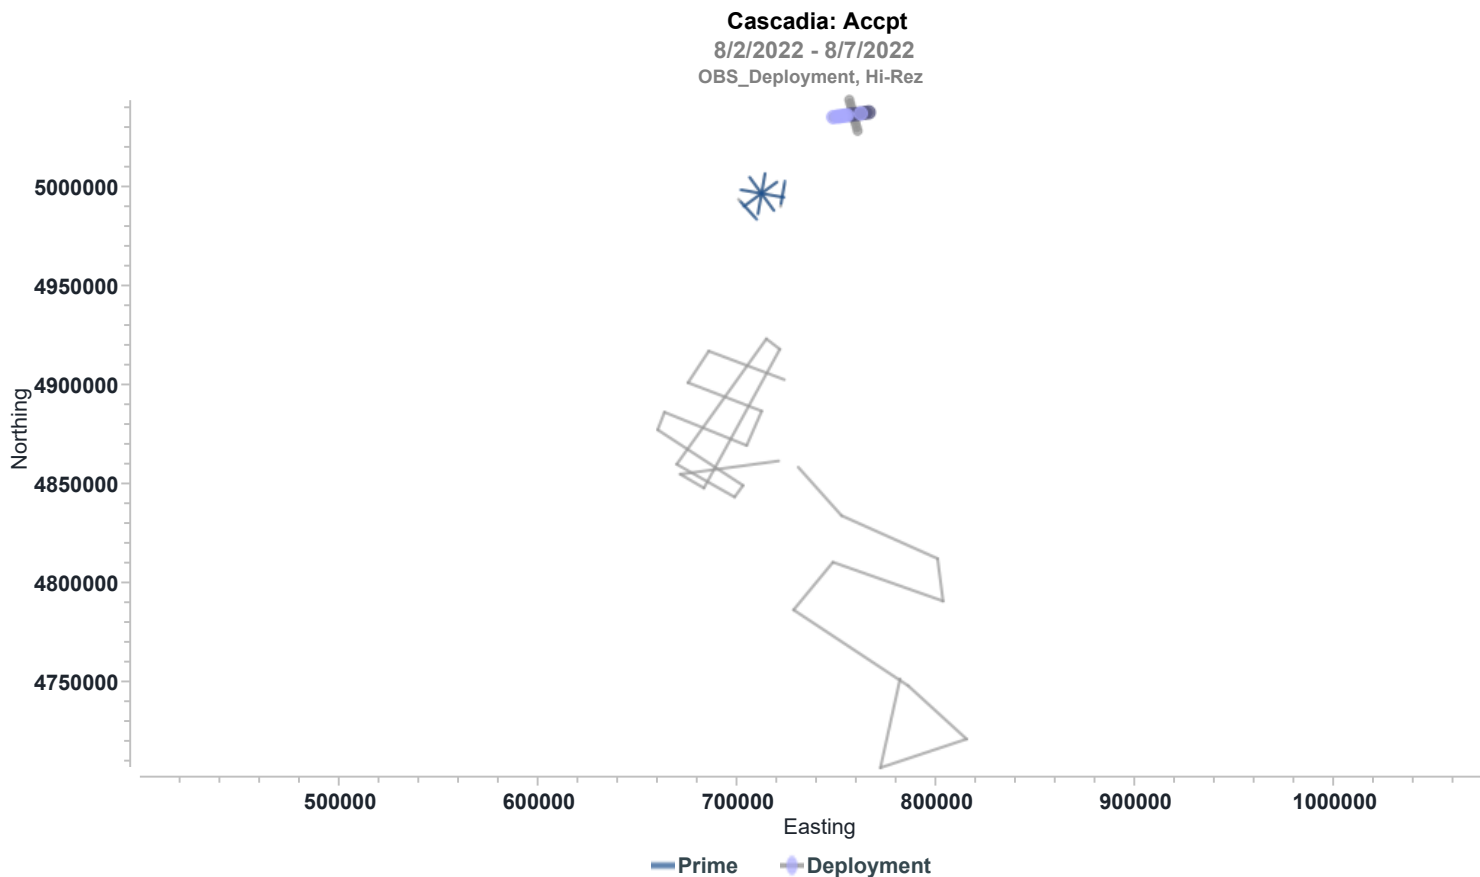 Cascadia: Accpt
8/2/2022 - 8/7/2022
OBS_Deployment, Hi-Rez
5000000
4950000
4900000
4850000
4800000
4750000
Northing
500000 600000 700000 800000 900000 1000000
Easting
Prime Deployment